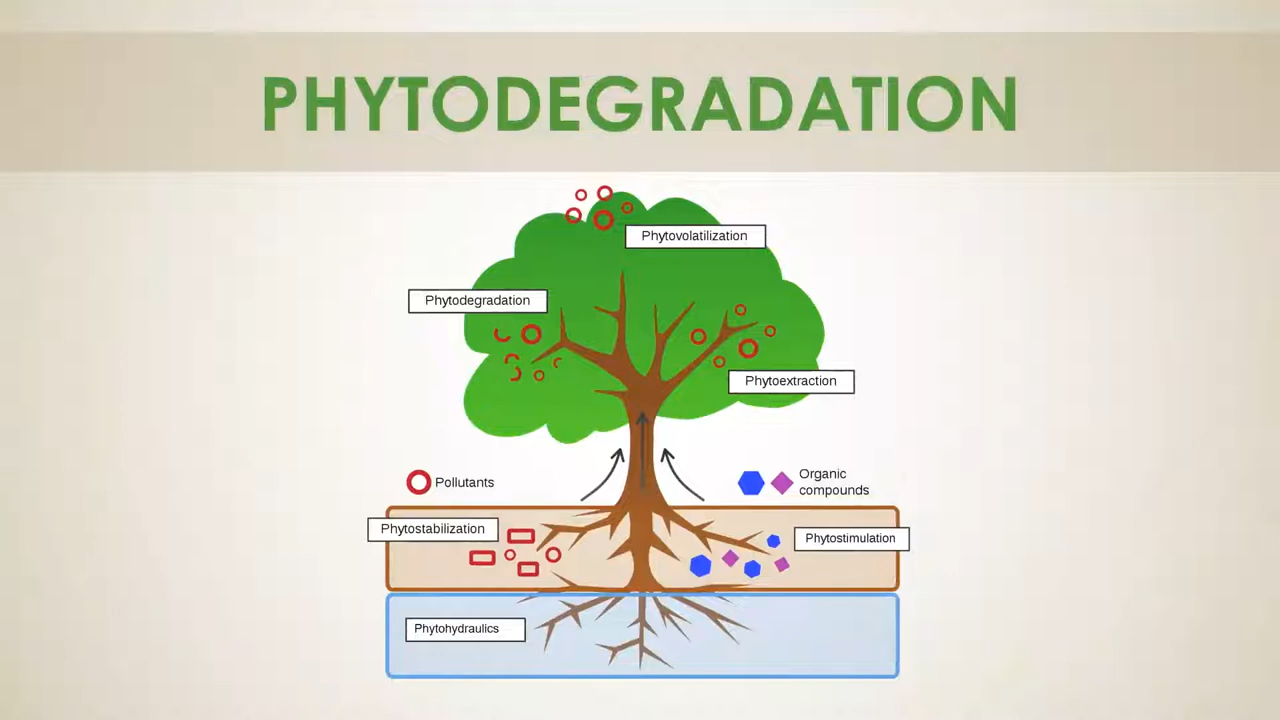 PHYTODEGRADATION
Phytovolatilization
Phytodegradation
Phytoextraction
Pollutants
Organic
compounds
Phytostabilization
Phytostimulation
Phytohydraulics